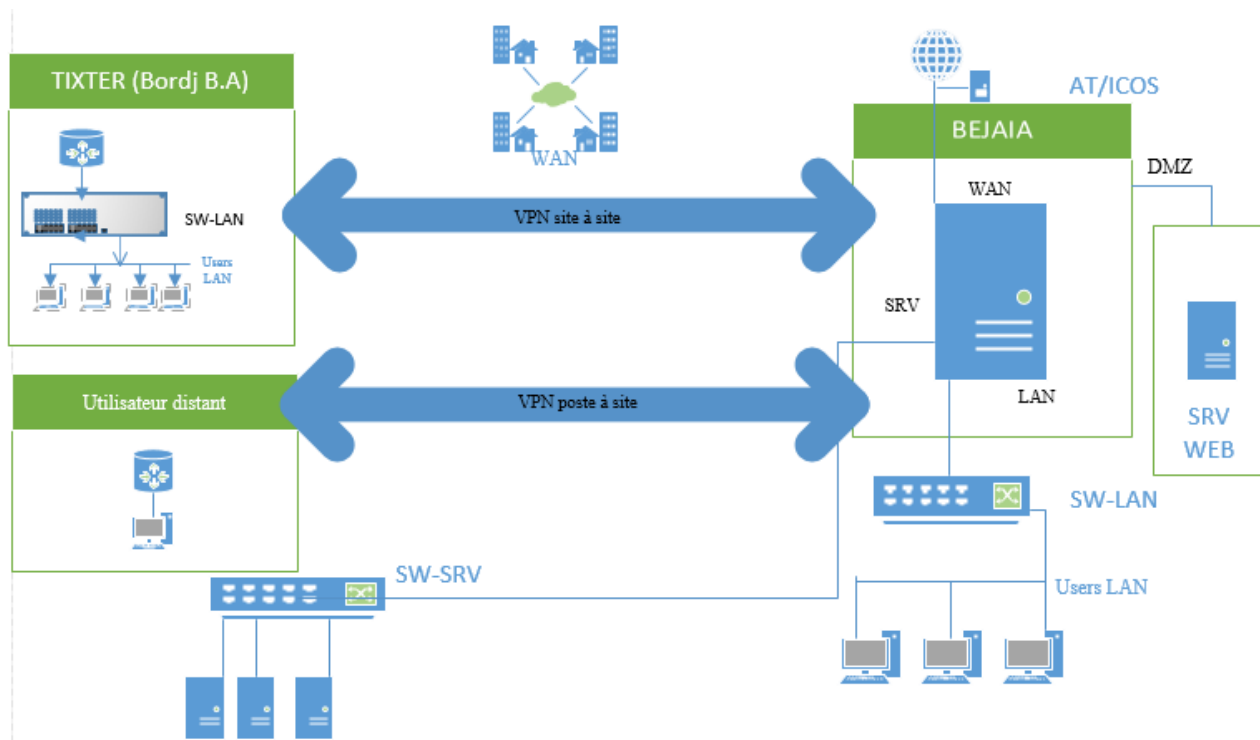 TIXTER (Bordj B.A)
SW-LAN
Users
LAN
WAN
AT/ICOS
BEJAIA
WAN
DMZ
VPN site à site
SRV
LAN
SRV
WEB
Utilisateur distant
VPN poste à site
SW-LAN
SW-SRV
Users LAN